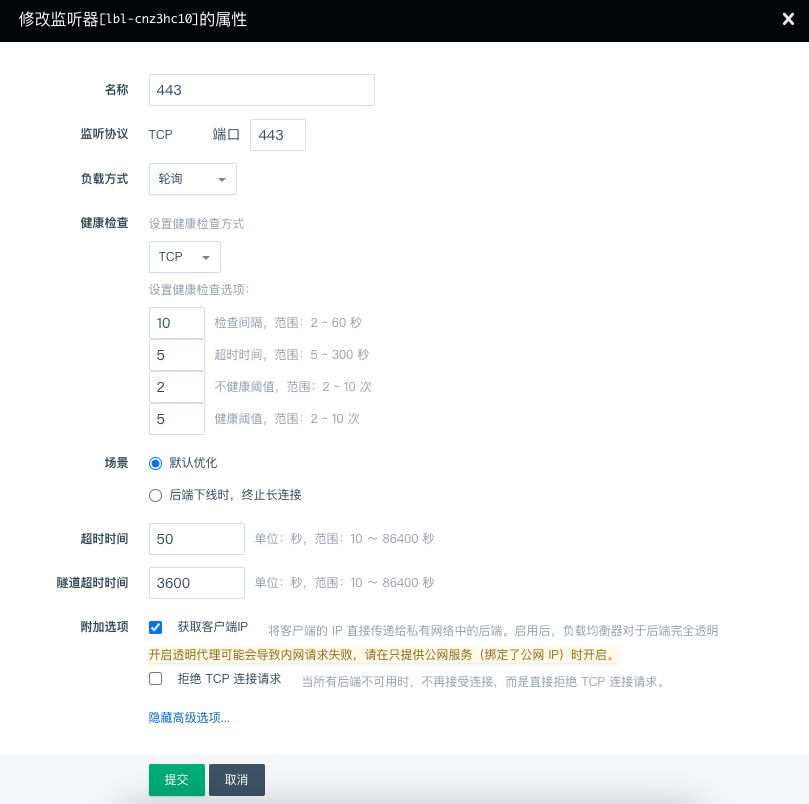 修改监听器[lbl-cnz3hc10]的属性
名称 443
监听协议 TCP 端口 443
负载方式 轮询
健康检查 设置健康检查方式
TCP
设置健康检查选项:
10 检查间隔，范围：2 ~ 60 秒
5 超时时间，范围：5 ~ 300 秒
2 不健康阈值，范围：2 ~ 10 次
5 健康阈值，范围：2 ~ 10 次
场景 默认优化
后端下线时，终止长连接
超时时间 50 单位：秒，范围：10 ～ 86400 秒
隧道超时时间 3600 单位：秒，范围：10 ～ 86400 秒
附加选项 获取客户端IP 将客户端的 IP 直接传递给私有网络中的后端。启用后，负载均衡器对于后端完全透明
开启透明代理可能会导致内网请求失败，请在只提供公网服务（绑定了公网 IP）时开启。
拒绝 TCP 连接请求 当所有后端不可用时，不再接受连接，而是直接拒绝 TCP 连接请求。
隐藏高级选项...
提交 取消